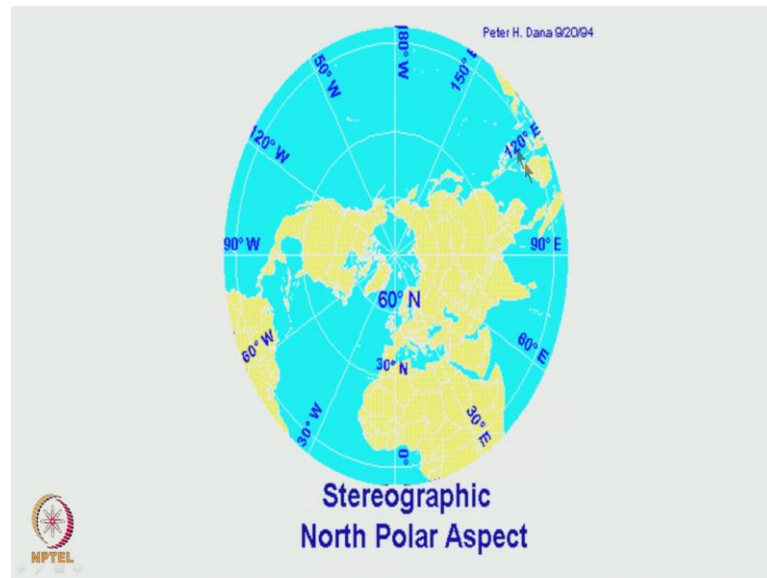 Peter H. Dana 9/20/94
180° W
150° W
150° E
120° W
120° E
90° W
90° E
60° N
60° W
60° E
30° N
30° W
30° E
0°
Stereographic
North Polar Aspect
NPTEL